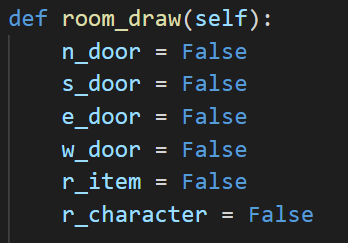 def room_draw(self):
    n_door = False
    s_door = False
    e_door = False
    w_door = False
    r_item = False
    r_character = False